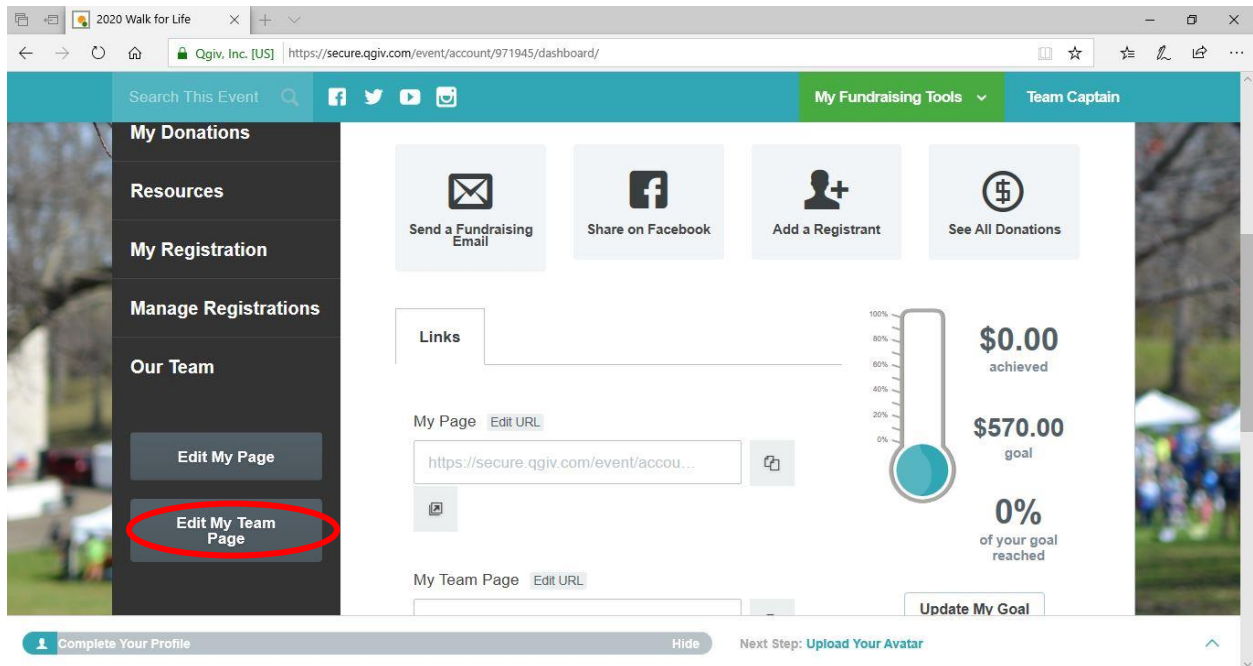 2020 Walk for Life
Qgiv, Inc. [US] https://secure.qgiv.com/event/account/971945/dashboard/
Search This Event
My Fundraising Tools
Team Captain
My Donations
Resources
My Registration
Manage Registrations
Our Team
Edit My Page
Edit My Team
Page
Send a Fundraising
Email
Share on Facebook
Add a Registrant
See All Donations
Links
My Page Edit URL
https://secure.qgiv.com/event/accou...
My Team Page Edit URL
100%
80%
60%
40%
20%
0%
$0.00
achieved
$570.00
goal
0%
of your goal
reached
Update My Goal
Complete Your Profile
Hide
Next Step: Upload Your Avatar